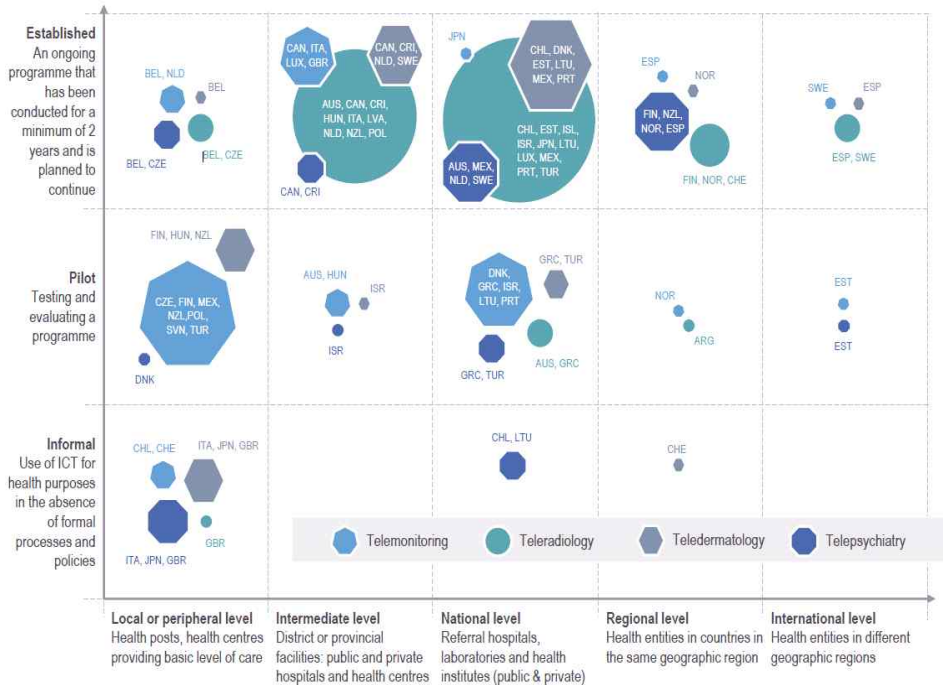 Established
An ongoing
programme that
has been
conducted for a
minimum of 2
years and is
planned to
continue
BEL, NLD
BEL
BEL, CZE
BEL, CZE
CAN, ITA,
LUX, GBR
CAN, CRI,
NLD, SWE
AUS, CAN, CRI,
HUN, ITA, LVA,
NLD, NZL, POL
CAN, CRI
JPN
CHL, DNK,
EST, LTU,
MEX, PRT
CHL, EST, ISL,
ISR, JPN, LTU,
LUX, MEX,
PRT, TUR
AUS, MEX,
NLD, SWE
ESP
NOR
FIN, NZL,
NOR, ESP
FIN, NOR, CHE
SWE
ESP
ESP, SWE
Pilot
Testing and
evaluating a
programme
FIN, HUN, NZL
CZE, FIN, MEX,
NZL,POL,
SVN, TUR
DNK
AUS, HUN
ISR
ISR
DNK,
GRC, ISR,
LTU, PRT
GRC, TUR
GRC, TUR
AUS, GRC
NOR
ARG
EST
EST
Informal
Use of ICT for
health purposes
in the absence
of formal
processes and
policies
CHL, CHE
ITA, JPN, GBR
ITA, JPN, GBR
GBR
CHL, LTU
CHE
Telemonitoring
Teleradiology
Teledermatology
Telepsychiatry
Local or peripheral level
Health posts, health centres
providing basic level of care
Intermediate level
District or provincial
facilities: public and private
hospitals and health centres
National level
Referral hospitals,
laboratories and health
institutes (public & private)
Regional level
Health entities in countries in
the same geographic region
International level
Health entities in different
geographic regions